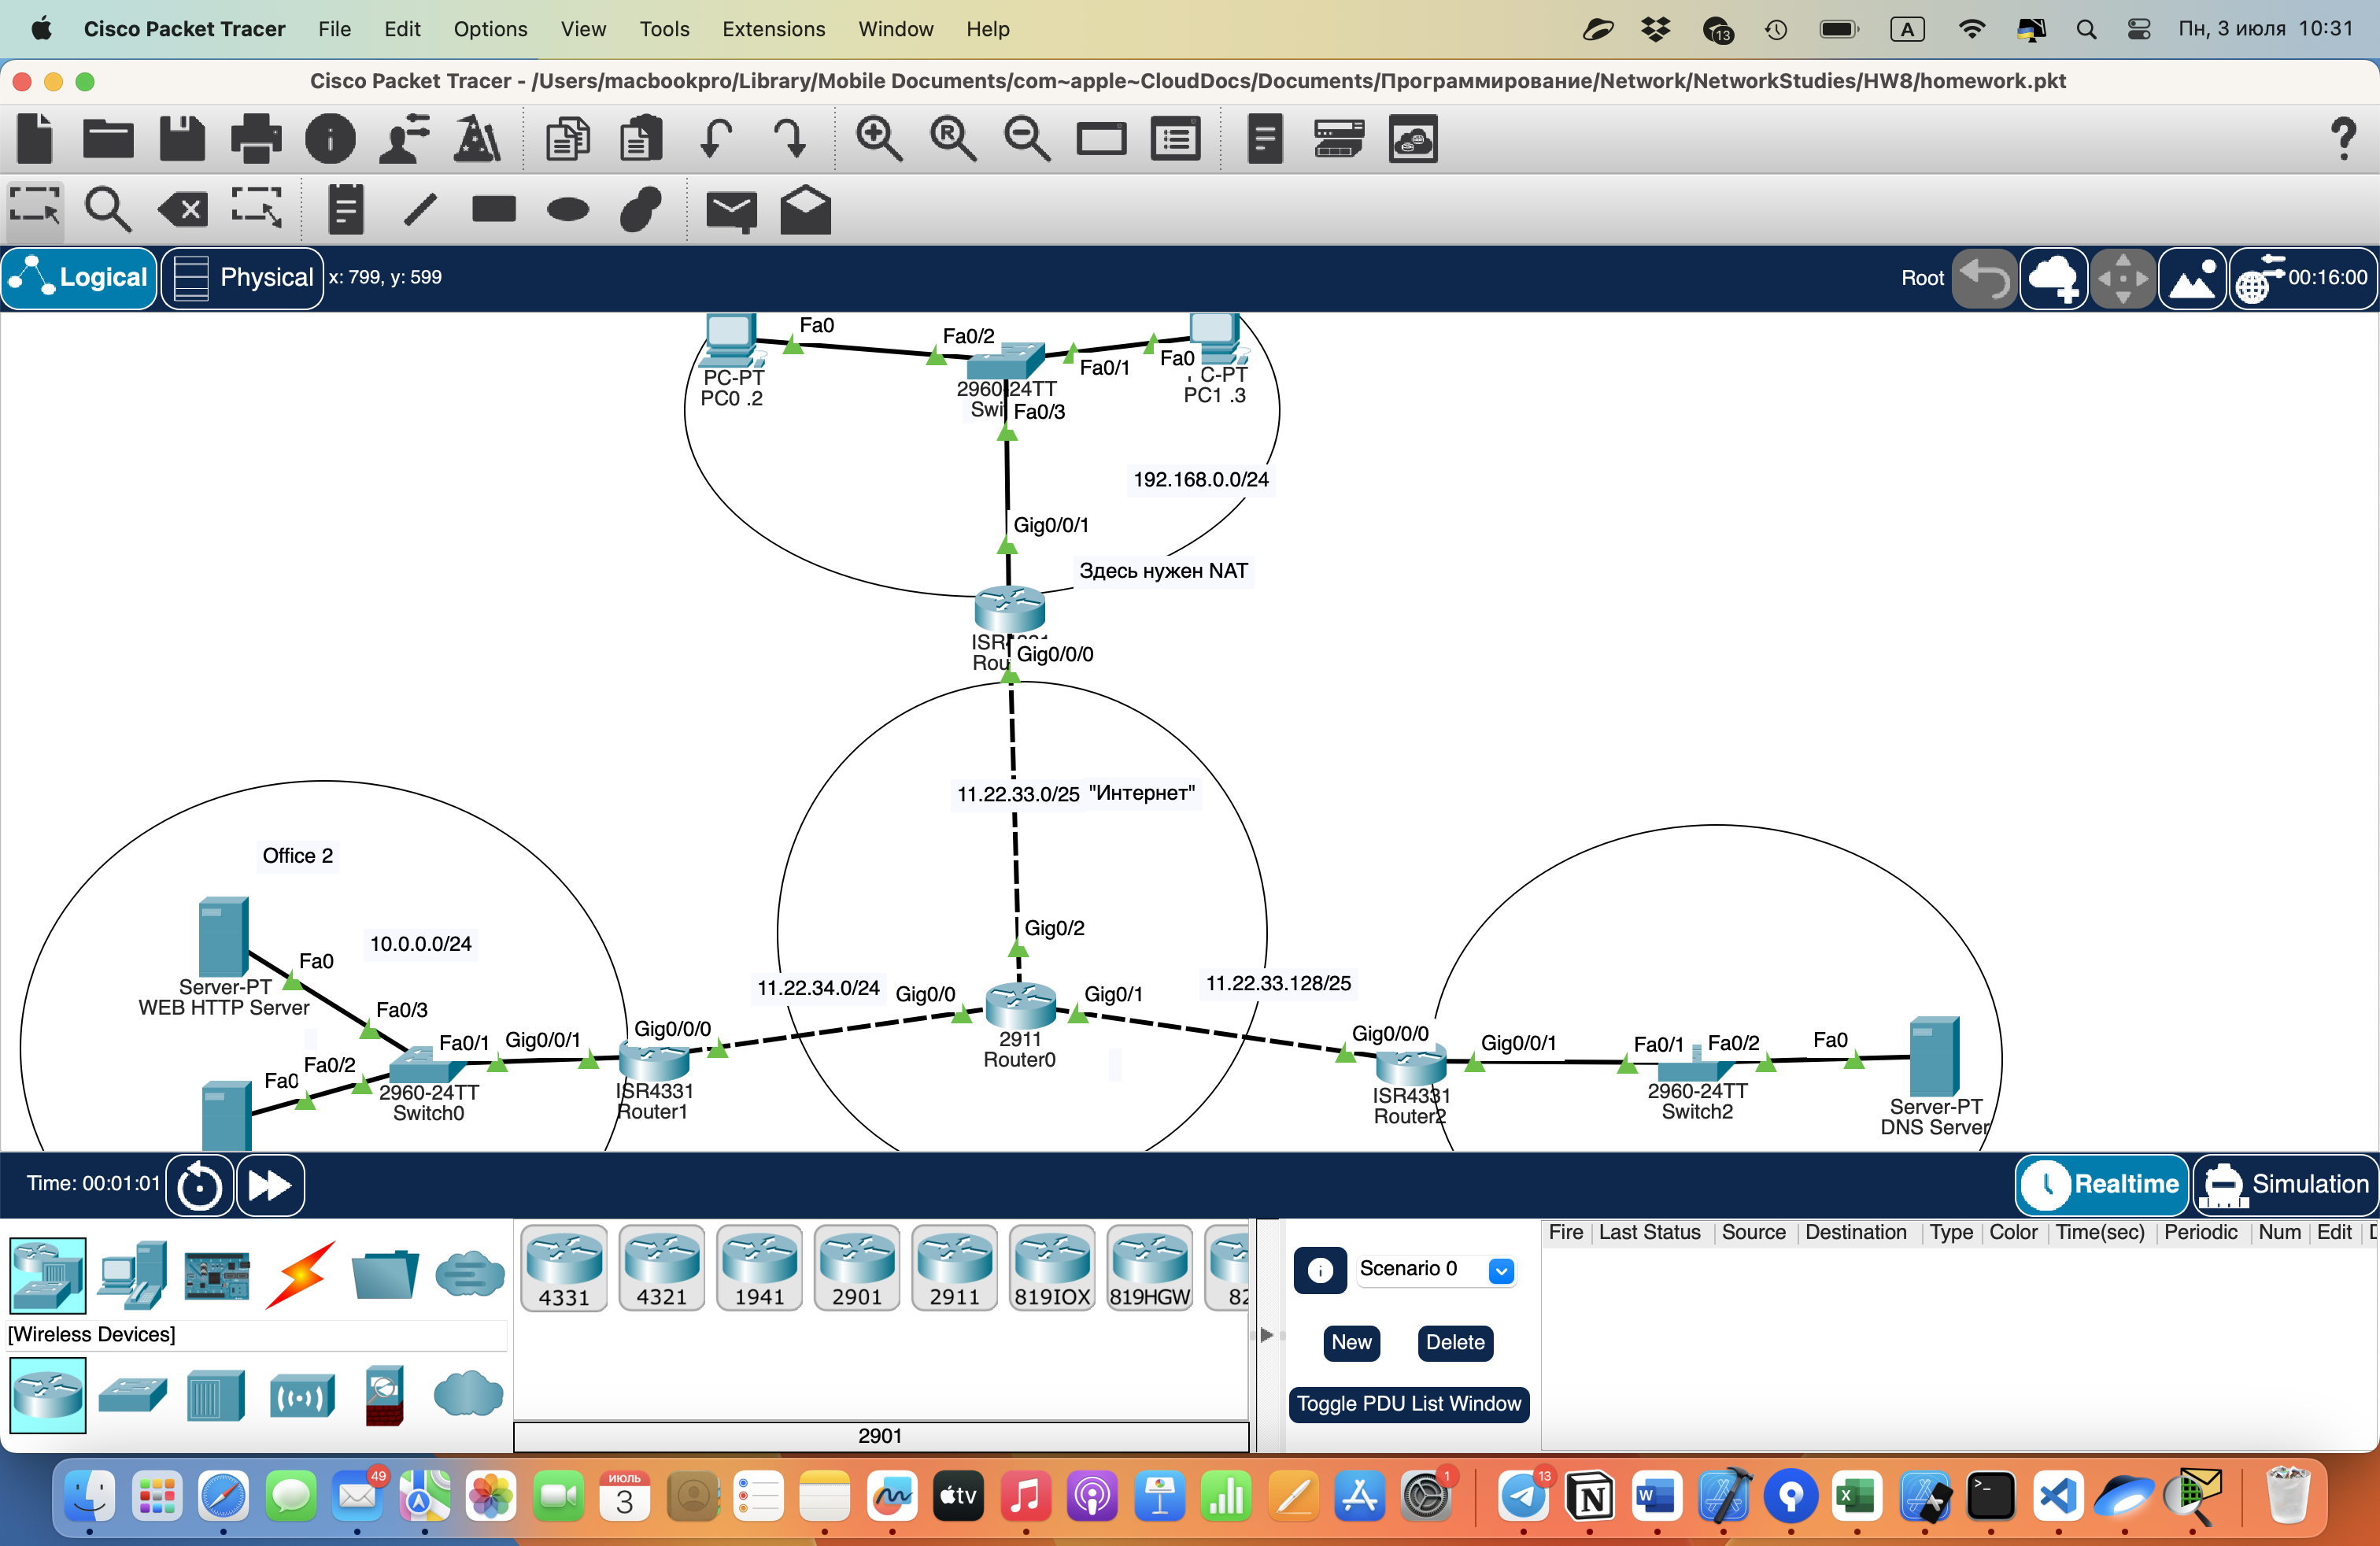 Cisco Packet Tracer File Edit Options View Tools Extensions Window Help 13 A Пн, 3 июля 10:31
Cisco Packet Tracer - /Users/macbookpro/Library/Mobile Documents/com~apple~CloudDocs/Documents/Программирование/Network/NetworkStudies/HW8/homework.pkt
Logical Physical x: 799, y: 599 Root 00:16:00
Fa0 Fa0/2
Fa0/1 Fa0
PC-PT 2960-24TT C-PT
PC0 .2 Swi Fa0/3 PC1 .3
192.168.0.0/24
Gig0/0/1
Здесь нужен NAT
Gig0/0/0
Rou
11.22.33.0/25 "Интернет"
Office 2
Gig0/2
10.0.0.0/24
Fa0
Server-PT 11.22.34.0/24 Gig0/0 Gig0/1 11.22.33.128/25
WEB HTTP Server
Fa0/3
Fa0/1 Gig0/0/1 Gig0/0/0 2911 Gig0/0/0 Gig0/0/1 Fa0/1 Fa0/2 Fa0
Fa0/2 Router0
Fa0 2960-24TT ISR4331 ISR4331 2960-24TT Server-PT
Switch0 Router1 Router2 Switch2 DNS Server
Time: 00:01:01 Realtime Simulation
Fire Last Status Source Destination Type Color Time(sec) Periodic Num Edit
Scenario 0
4331 4321 1941 2901 2911 819IOX 819HGW 82
[Wireless Devices]
New Delete
Toggle PDU List Window
2901
49 ИЮЛЬ 3 tv 1 13 N W X